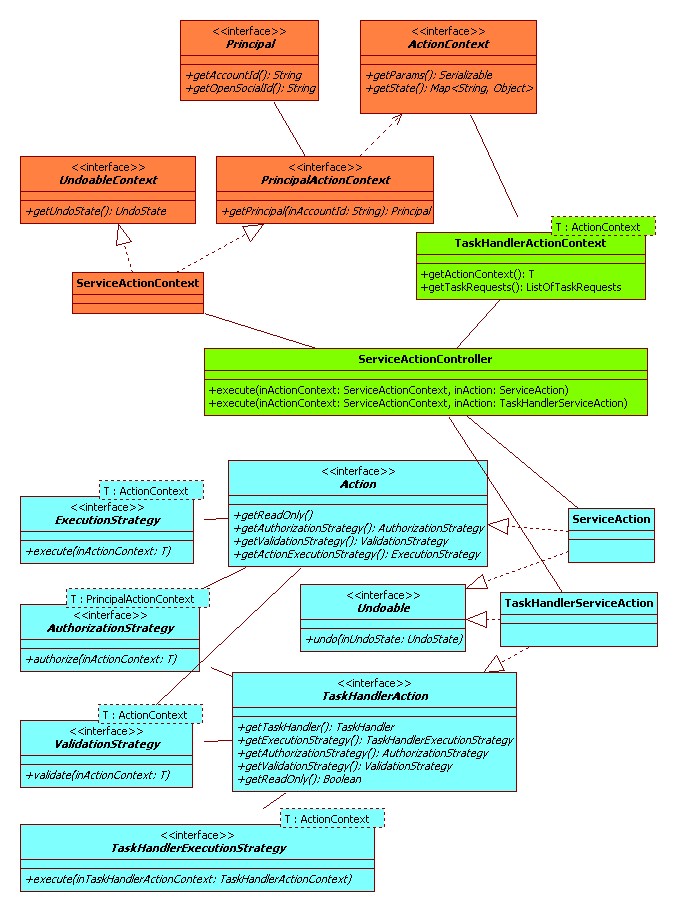 <<interface>>
Principal
+getAccountId(): String
+getOpenSocialId(): String
<<interface>>
ActionContext
+getParams(): Serializable
+getState(): Map<String, Object>
<<interface>>
UndoableContext
+getUndoState(): UndoState
<<interface>>
PrincipalActionContext
+getPrincipal(inAccountId: String): Principal
T : ActionContext
TaskHandlerActionContext
+getActionContext(): T
+getTaskRequests(): ListOfTaskRequests
ServiceActionContext
ServiceActionController
+execute(inActionContext: ServiceActionContext, inAction: ServiceAction)
+execute(inActionContext: ServiceActionContext, inAction: TaskHandlerServiceAction)
T : ActionContext
<<interface>>
ExecutionStrategy
+execute(inActionContext: T)
<<interface>>
Action
+getReadOnly()
+getAuthorizationStrategy(): AuthorizationStrategy
+getValidationStrategy(): ValidationStrategy
+getActionExecutionStrategy(): ExecutionStrategy
ServiceAction
T : PrincipalActionContext
<<interface>>
AuthorizationStrategy
+authorize(inActionContext: T)
<<interface>>
Undoable
+undo(inUndoState: UndoState)
TaskHandlerServiceAction
T : ActionContext
<<interface>>
ValidationStrategy
+validate(inActionContext: T)
<<interface>>
TaskHandlerAction
+getTaskHandler(): TaskHandler
+getExecutionStrategy(): TaskHandlerExecutionStrategy
+getAuthorizationStrategy(): AuthorizationStrategy
+getValidationStrategy(): ValidationStrategy
+getReadOnly(): Boolean
T : ActionContext
<<interface>>
TaskHandlerExecutionStrategy
+execute(inTaskHandlerActionContext: TaskHandlerActionContext)